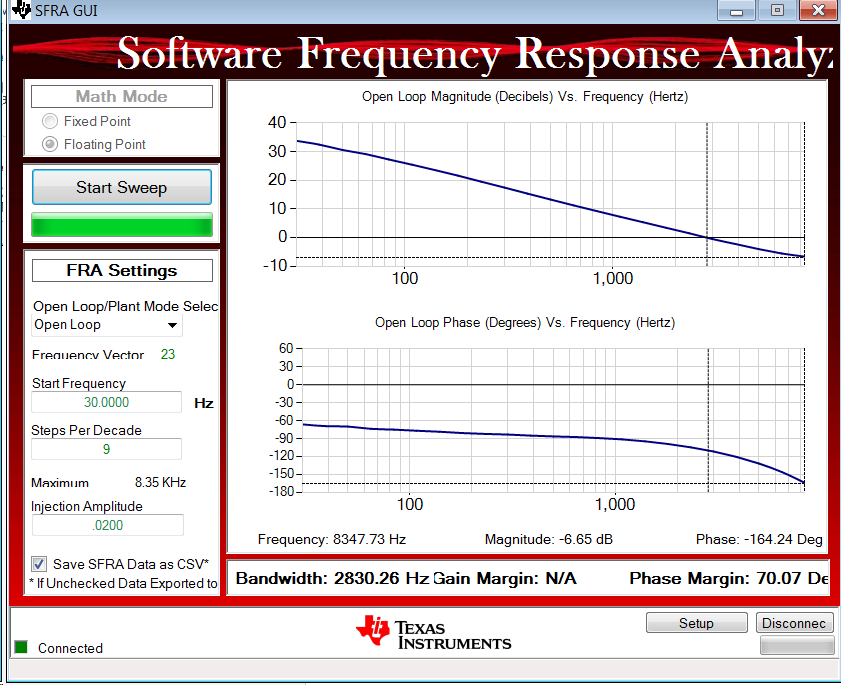 SFRA GUI
Software Frequency Response Analyz
Math Mode
Fixed Point
Floating Point
Start Sweep
FRA Settings
Open Loop/Plant Mode Selec
Open Loop
Frequency Vector 23
Start Frequency
30.0000 Hz
Steps Per Decade
9
Maximum 8.35 KHz
Injection Amplitude
.0200
Save SFRA Data as CSV*
* If Unchecked Data Exported to
Open Loop Magnitude (Decibels) Vs. Frequency (Hertz)
40
30
20
10
0
-10
100 1,000
Open Loop Phase (Degrees) Vs. Frequency (Hertz)
60
30
0
-30
-60
-90
-120
-150
-180
100 1,000
Frequency: 8347.73 Hz Magnitude: -6.65 dB Phase: -164.24 Deg
Bandwidth: 2830.26 Hz Gain Margin: N/A Phase Margin: 70.07 De
Connected
TEXAS
INSTRUMENTS
Setup Disconnec